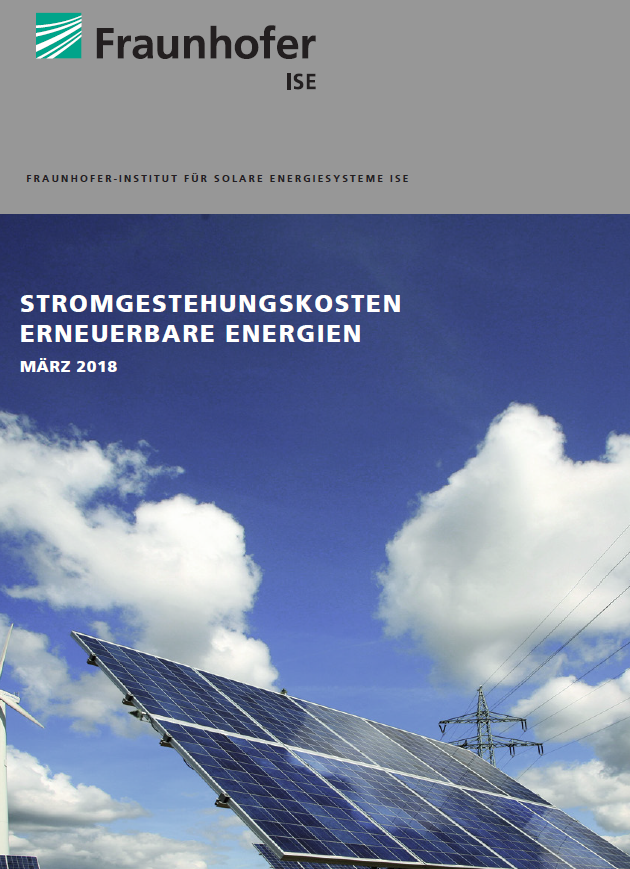 Fraunhofer
ISE
FRAUNHOFER-INSTITUT FÜR SOLARE ENERGIESYSTEME ISE
STROMGESTEHUNGSKOSTEN
ERNEUERBARE ENERGIEN
MÄRZ 2018